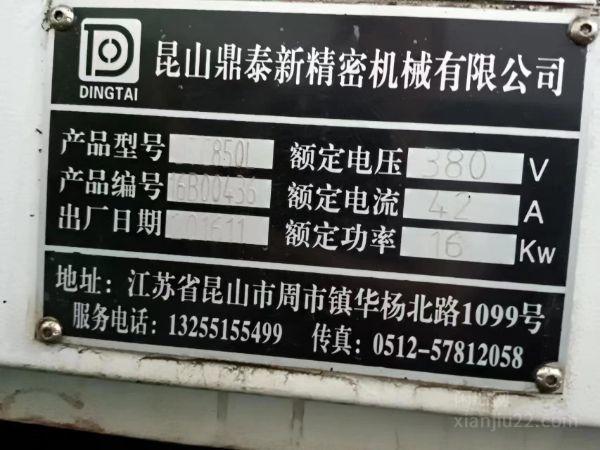 DINGTAI
昆山鼎泰新精密机械有限公司
产品型号 850L 额定电压 380 V
产品编号 16B00436 额定电流 42 A
出厂日期 201611 额定功率 16 Kw
地址: 江苏省昆山市周市镇华杨北路1099号
服务电话: 13255155499 传真: 0512-57812058
xianjiu22.com